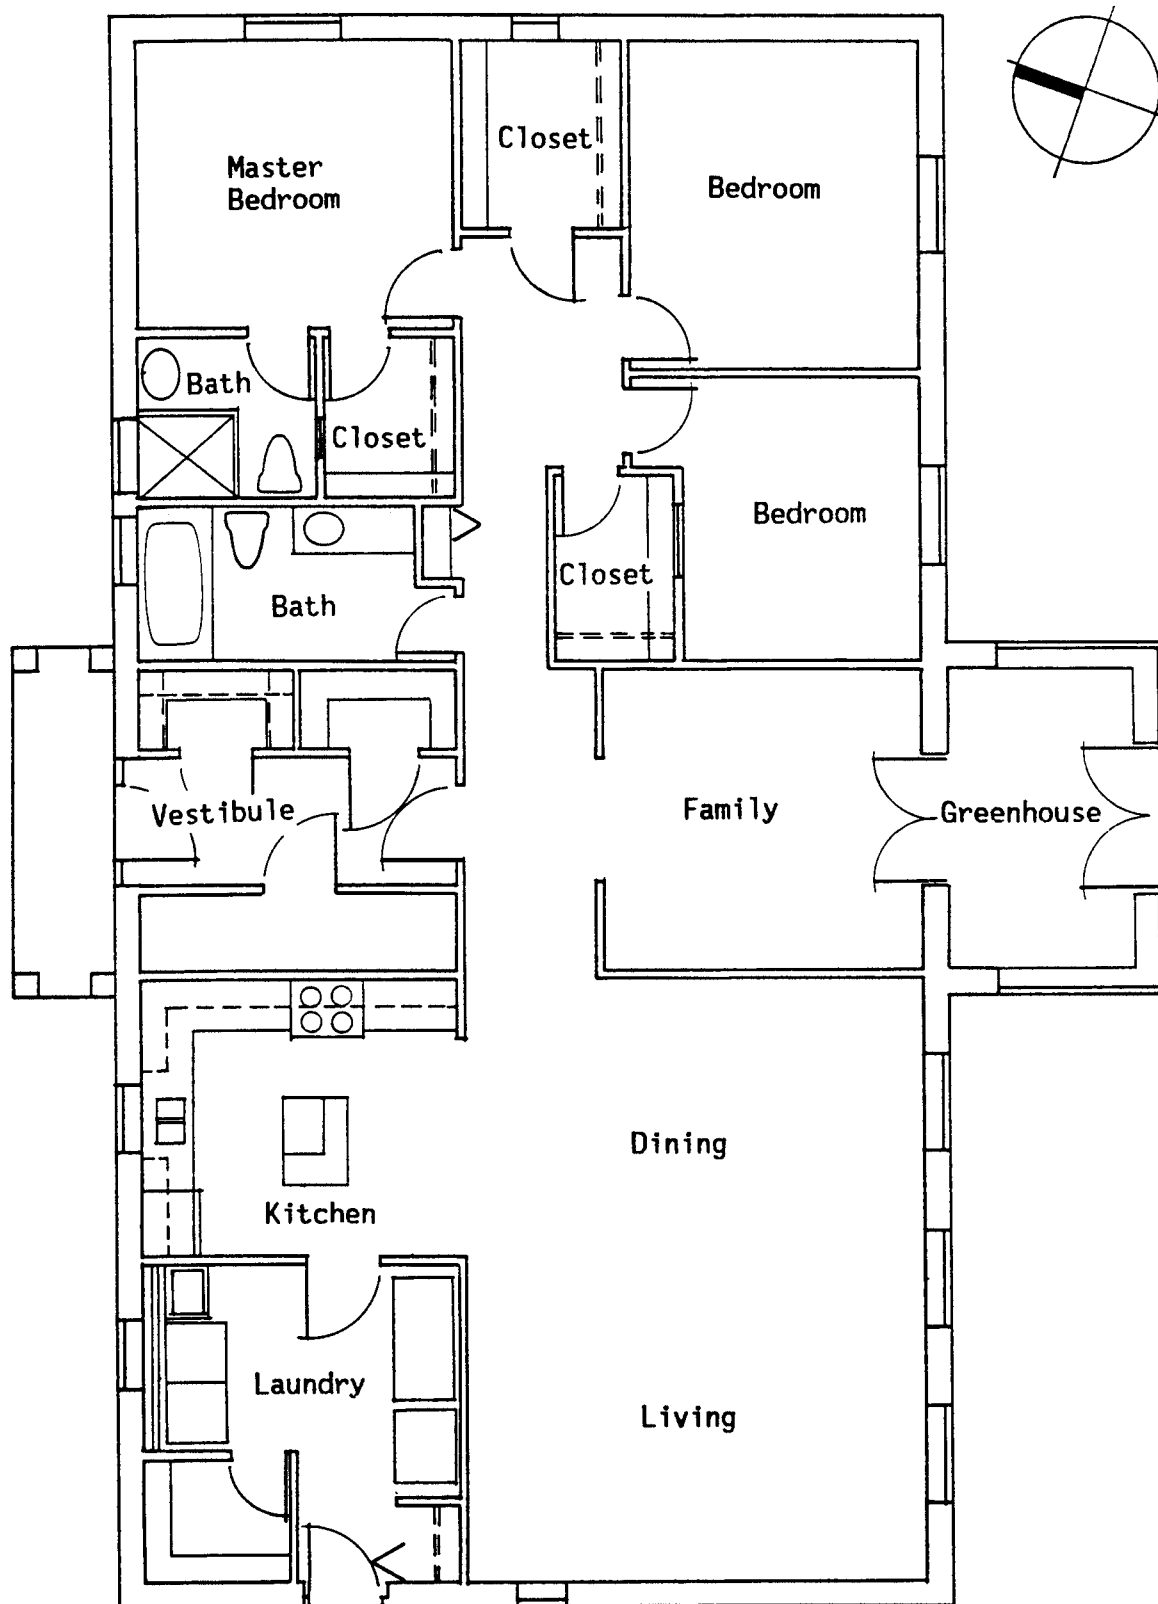 Closet
Master
Bedroom
Bedroom
Bath
Closet
Bedroom
Closet
Bath
Vestibule
Family
Greenhouse
Dining
Kitchen
Laundry
Living